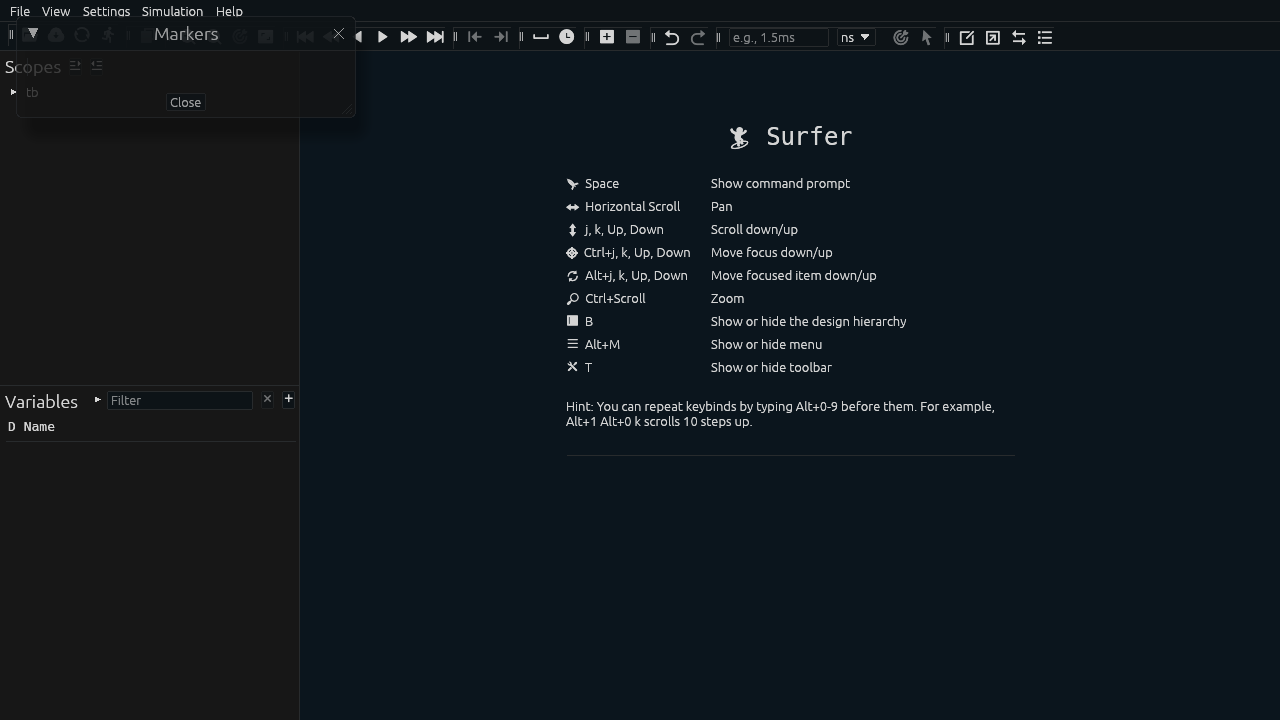 File View Settings Simulation Help
Markers
e.g., 1.5ms
ns
Scopes
tb
Close
Surfer
Space Show command prompt
Horizontal Scroll Pan
j, k, Up, Down Scroll down/up
Ctrl+j, k, Up, Down Move focus down/up
Alt+j, k, Up, Down Move focused item down/up
Ctrl+Scroll Zoom
B Show or hide the design hierarchy
Alt+M Show or hide menu
T Show or hide toolbar
Hint: You can repeat keybinds by typing Alt+0-9 before them. For example,
Alt+1 Alt+0 k scrolls 10 steps up.
Variables Filter
D Name